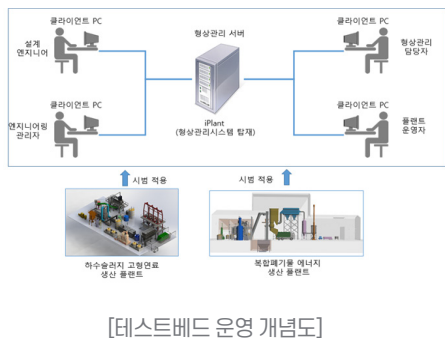 클라이언트 PC
형상관리 서버
클라이언트 PC
설계
엔지니어
형상관리
담당자
클라이언트 PC
클라이언트 PC
엔지니어링
관리자
iPlant
(형상관리시스템 탑재)
플랜트
운영자
시범 적용
시범 적용
하수슬러지 고형연료
생산 플랜트
복합폐기물 에너지
생산 플랜트
[테스트베드 운영 개념도]